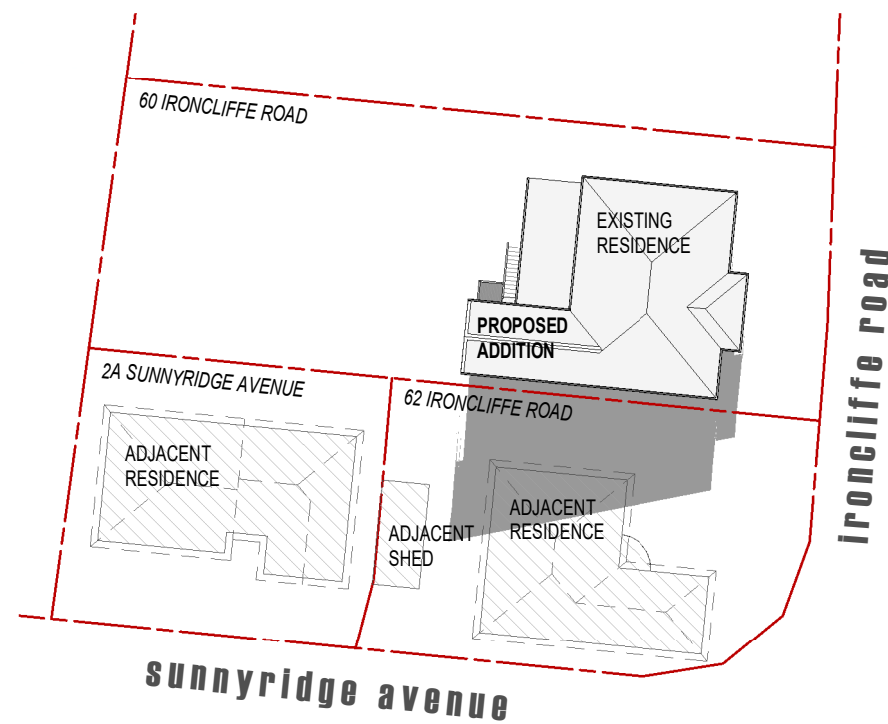 60 IRONCLIFFE ROAD
EXISTING
RESIDENCE
ironcliffe road
PROPOSED
ADDITION
2A SUNNYRIDGE AVENUE
62 IRONCLIFFE ROAD
ADJACENT
RESIDENCE
ADJACENT
SHED
ADJACENT
RESIDENCE
sunnyridge avenue